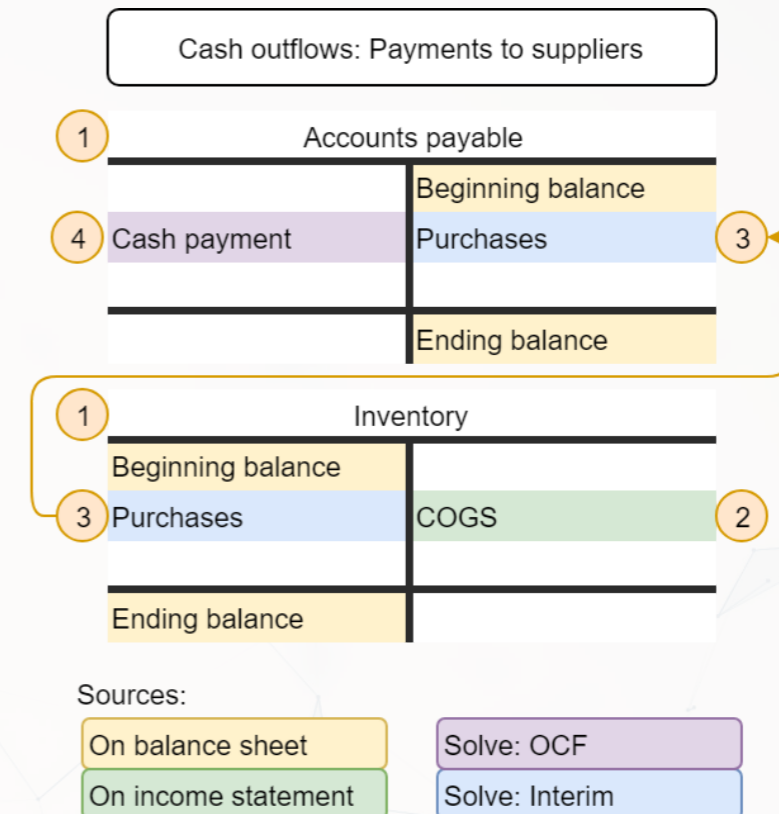 Cash outflows: Payments to suppliers
1 Accounts payable
Beginning balance
4 Cash payment Purchases 3
Ending balance
1 Inventory
Beginning balance
3 Purchases COGS 2
Ending balance
Sources:
On balance sheet Solve: OCF
On income statement Solve: Interim